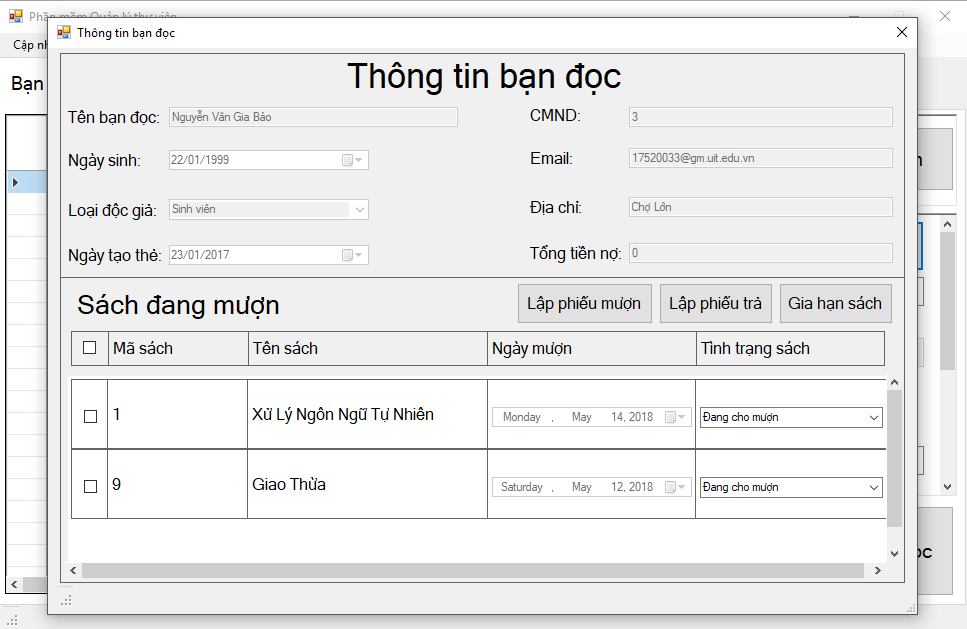 Phần mềm Quản lý thư viện
Thông tin bạn đọc
Cập nh
Bạn
Thông tin bạn đọc
Tên bạn đọc: Nguyễn Văn Gia Bảo CMND: 3
Ngày sinh: 22/01/1999 Email: 17520033@gm.uit.edu.vn
Loại độc giả: Sinh viên Địa chỉ: Chợ Lớn
Ngày tạo thẻ: 23/01/2017 Tổng tiền nợ: 0
Sách đang mượn Lập phiếu mượn Lập phiếu trả Gia hạn sách
Mã sách Tên sách Ngày mượn Tình trạng sách
1 Xử Lý Ngôn Ngữ Tự Nhiên Monday , May 14, 2018 Đang cho mượn
9 Giao Thừa Saturday , May 12, 2018 Đang cho mượn
ọc